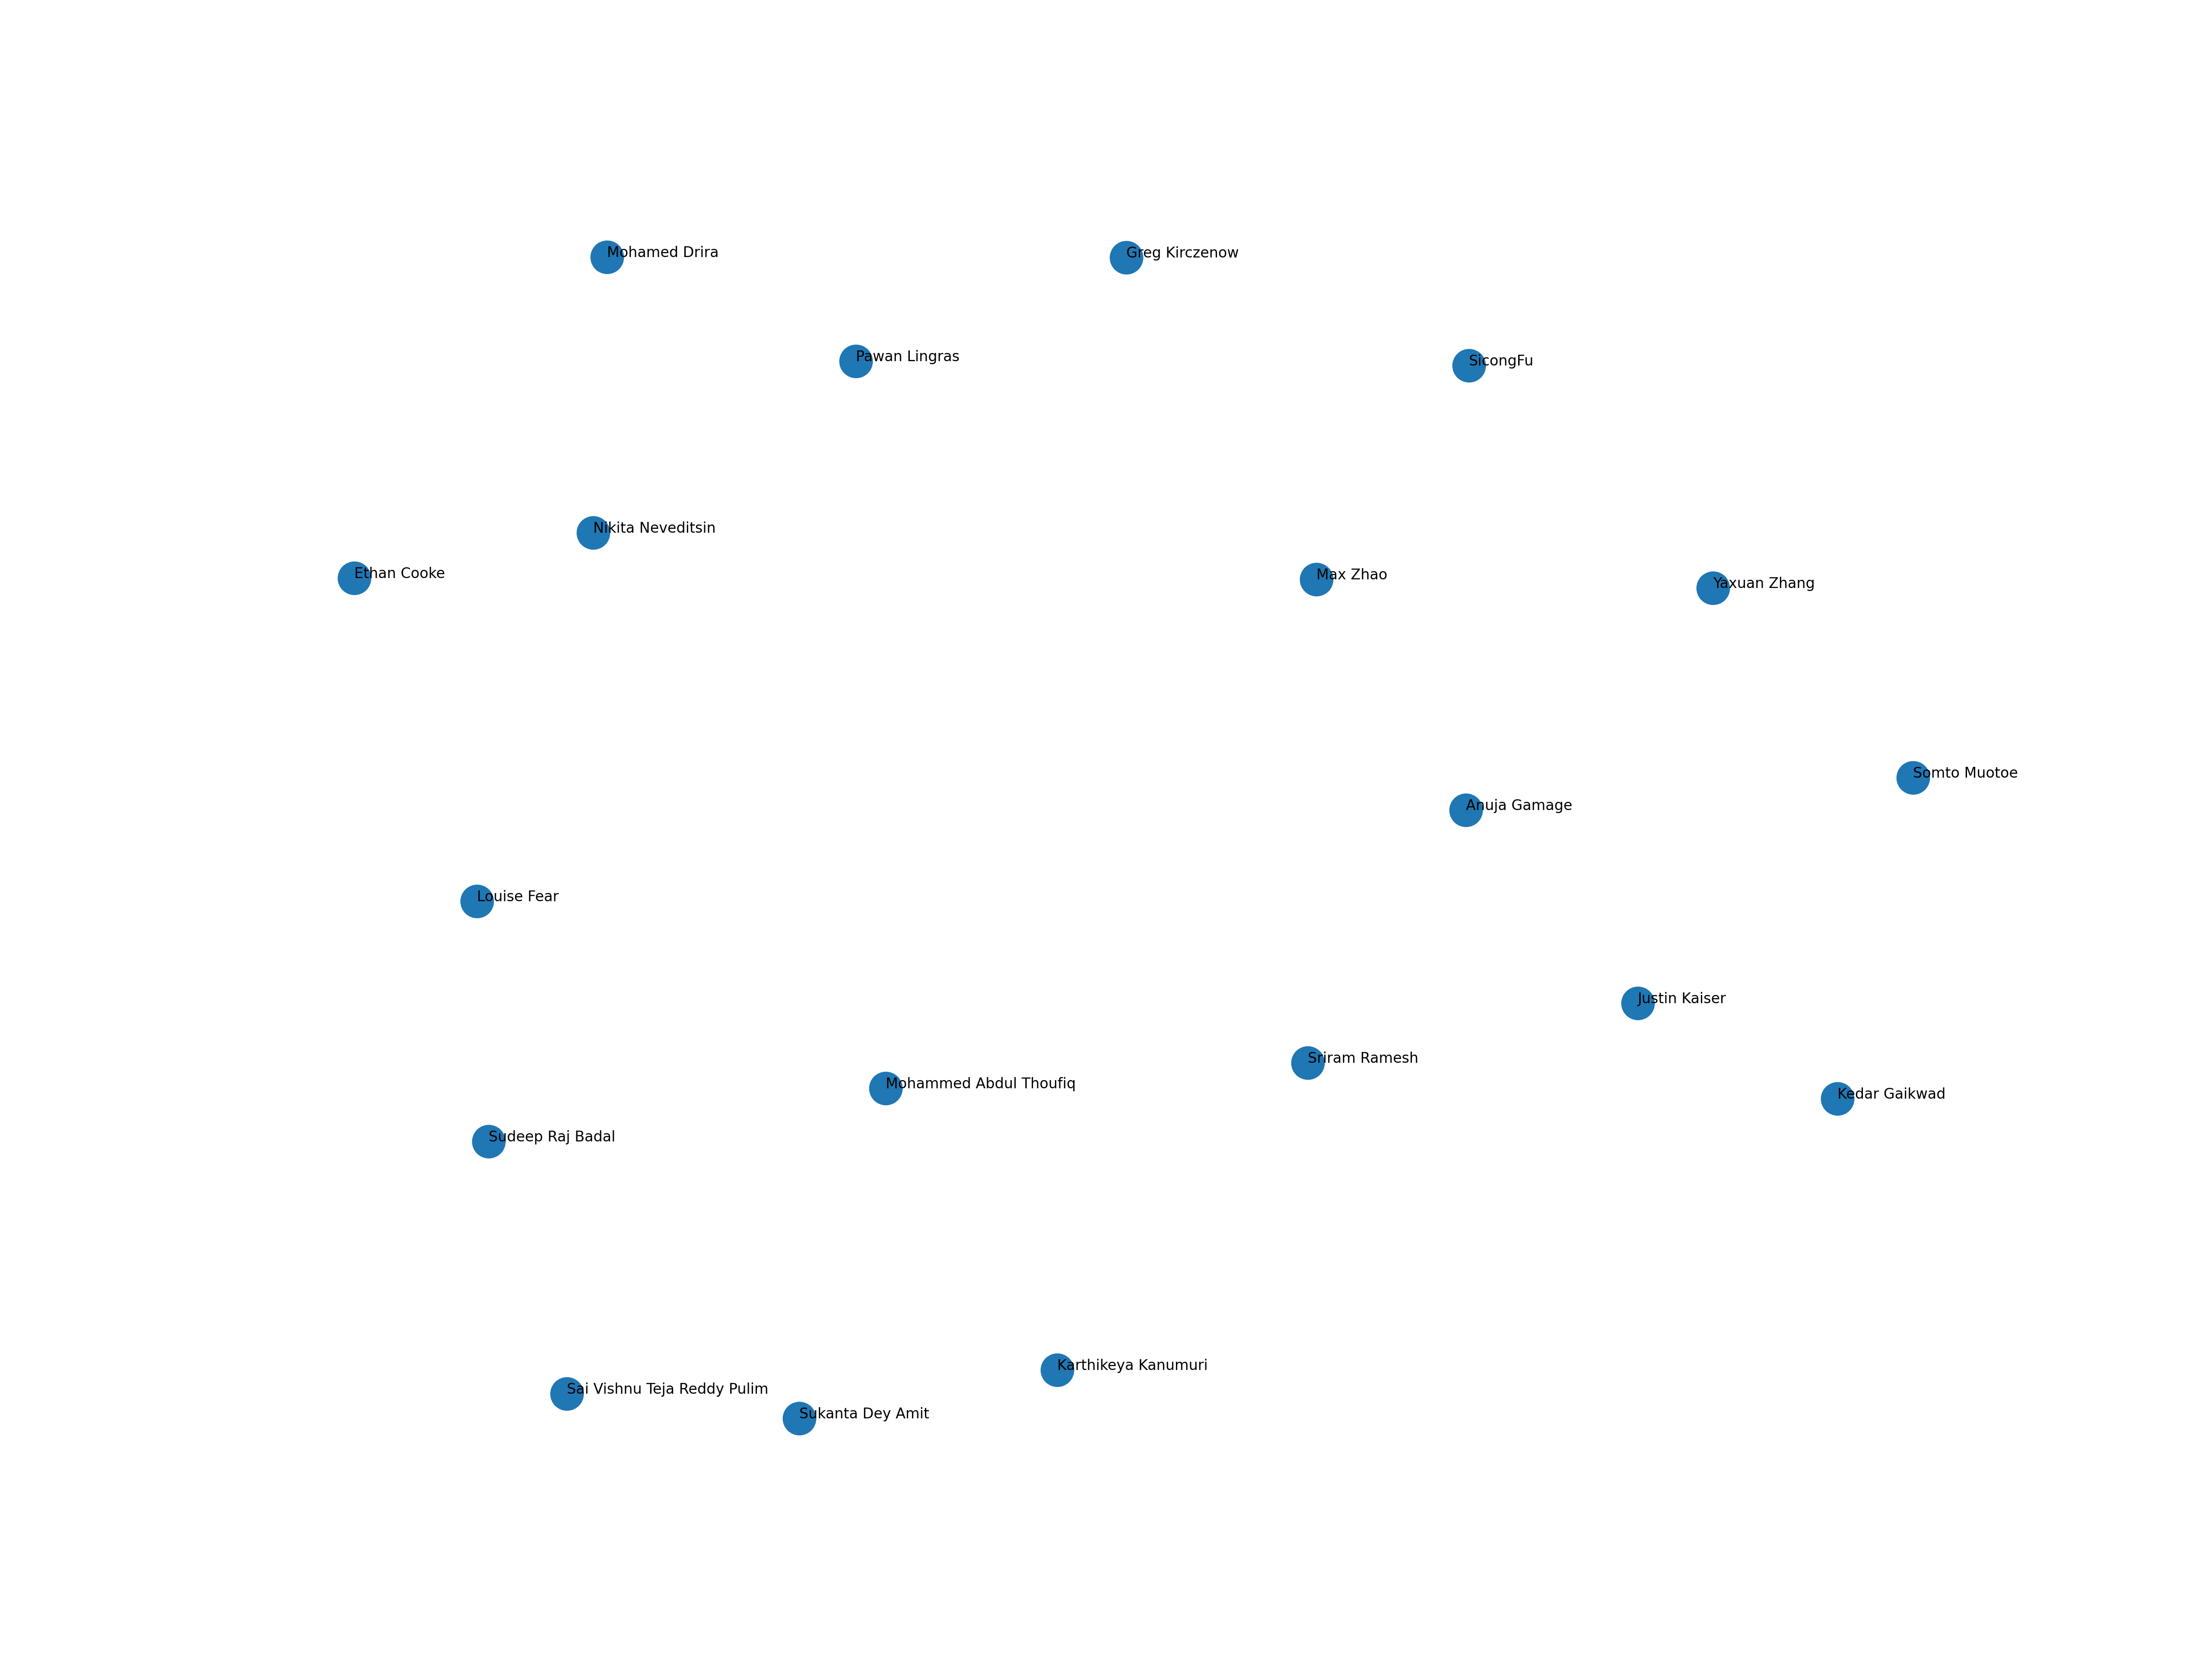 Mohamed Drira
Greg Kirczenow
Pawan Lingras
SicongFu
Nikita Neveditsin
Ethan Cooke
Max Zhao
Yaxuan Zhang
Somto Muotoe
Anuja Gamage
Louise Fear
Justin Kaiser
Sriram Ramesh
Mohammed Abdul Thoufiq
Kedar Gaikwad
Sudeep Raj Badal
Karthikeya Kanumuri
Sai Vishnu Teja Reddy Pulim
Sukanta Dey Amit